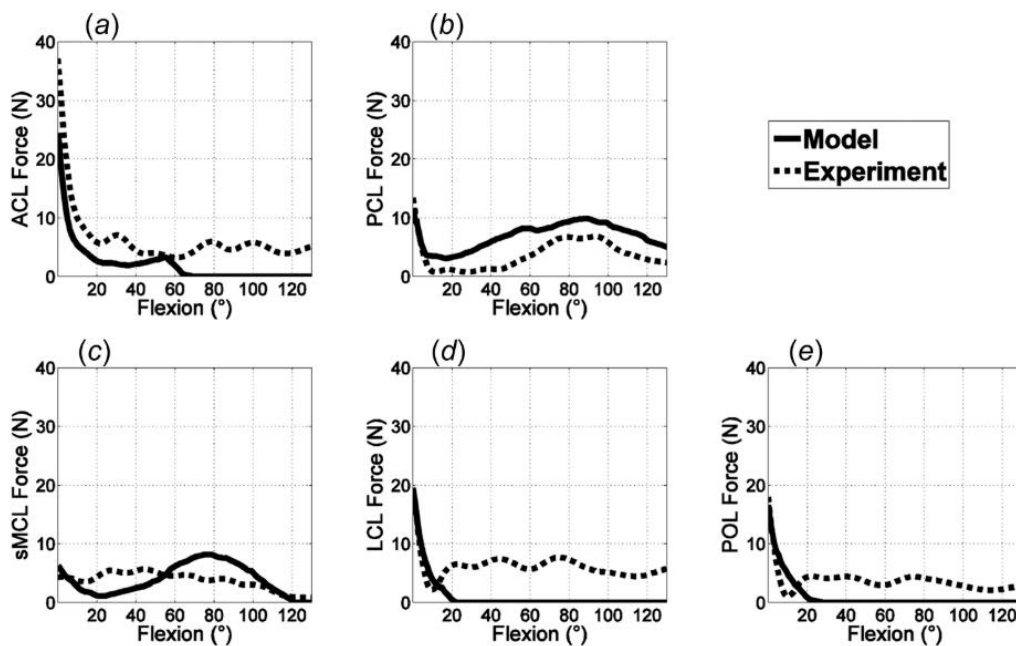 (a)
40
30
20
10
0
20 40 60 80 100 120
Flexion (°)
ACL Force (N)
(b)
40
30
20
10
0
20 40 60 80 100 120
Flexion (°)
PCL Force (N)
Model
Experiment
(c)
40
30
20
10
0
20 40 60 80 100 120
Flexion (°)
sMCL Force (N)
(d)
40
30
20
10
0
20 40 60 80 100 120
Flexion (°)
LCL Force (N)
(e)
40
30
20
10
0
20 40 60 80 100 120
Flexion (°)
POL Force (N)